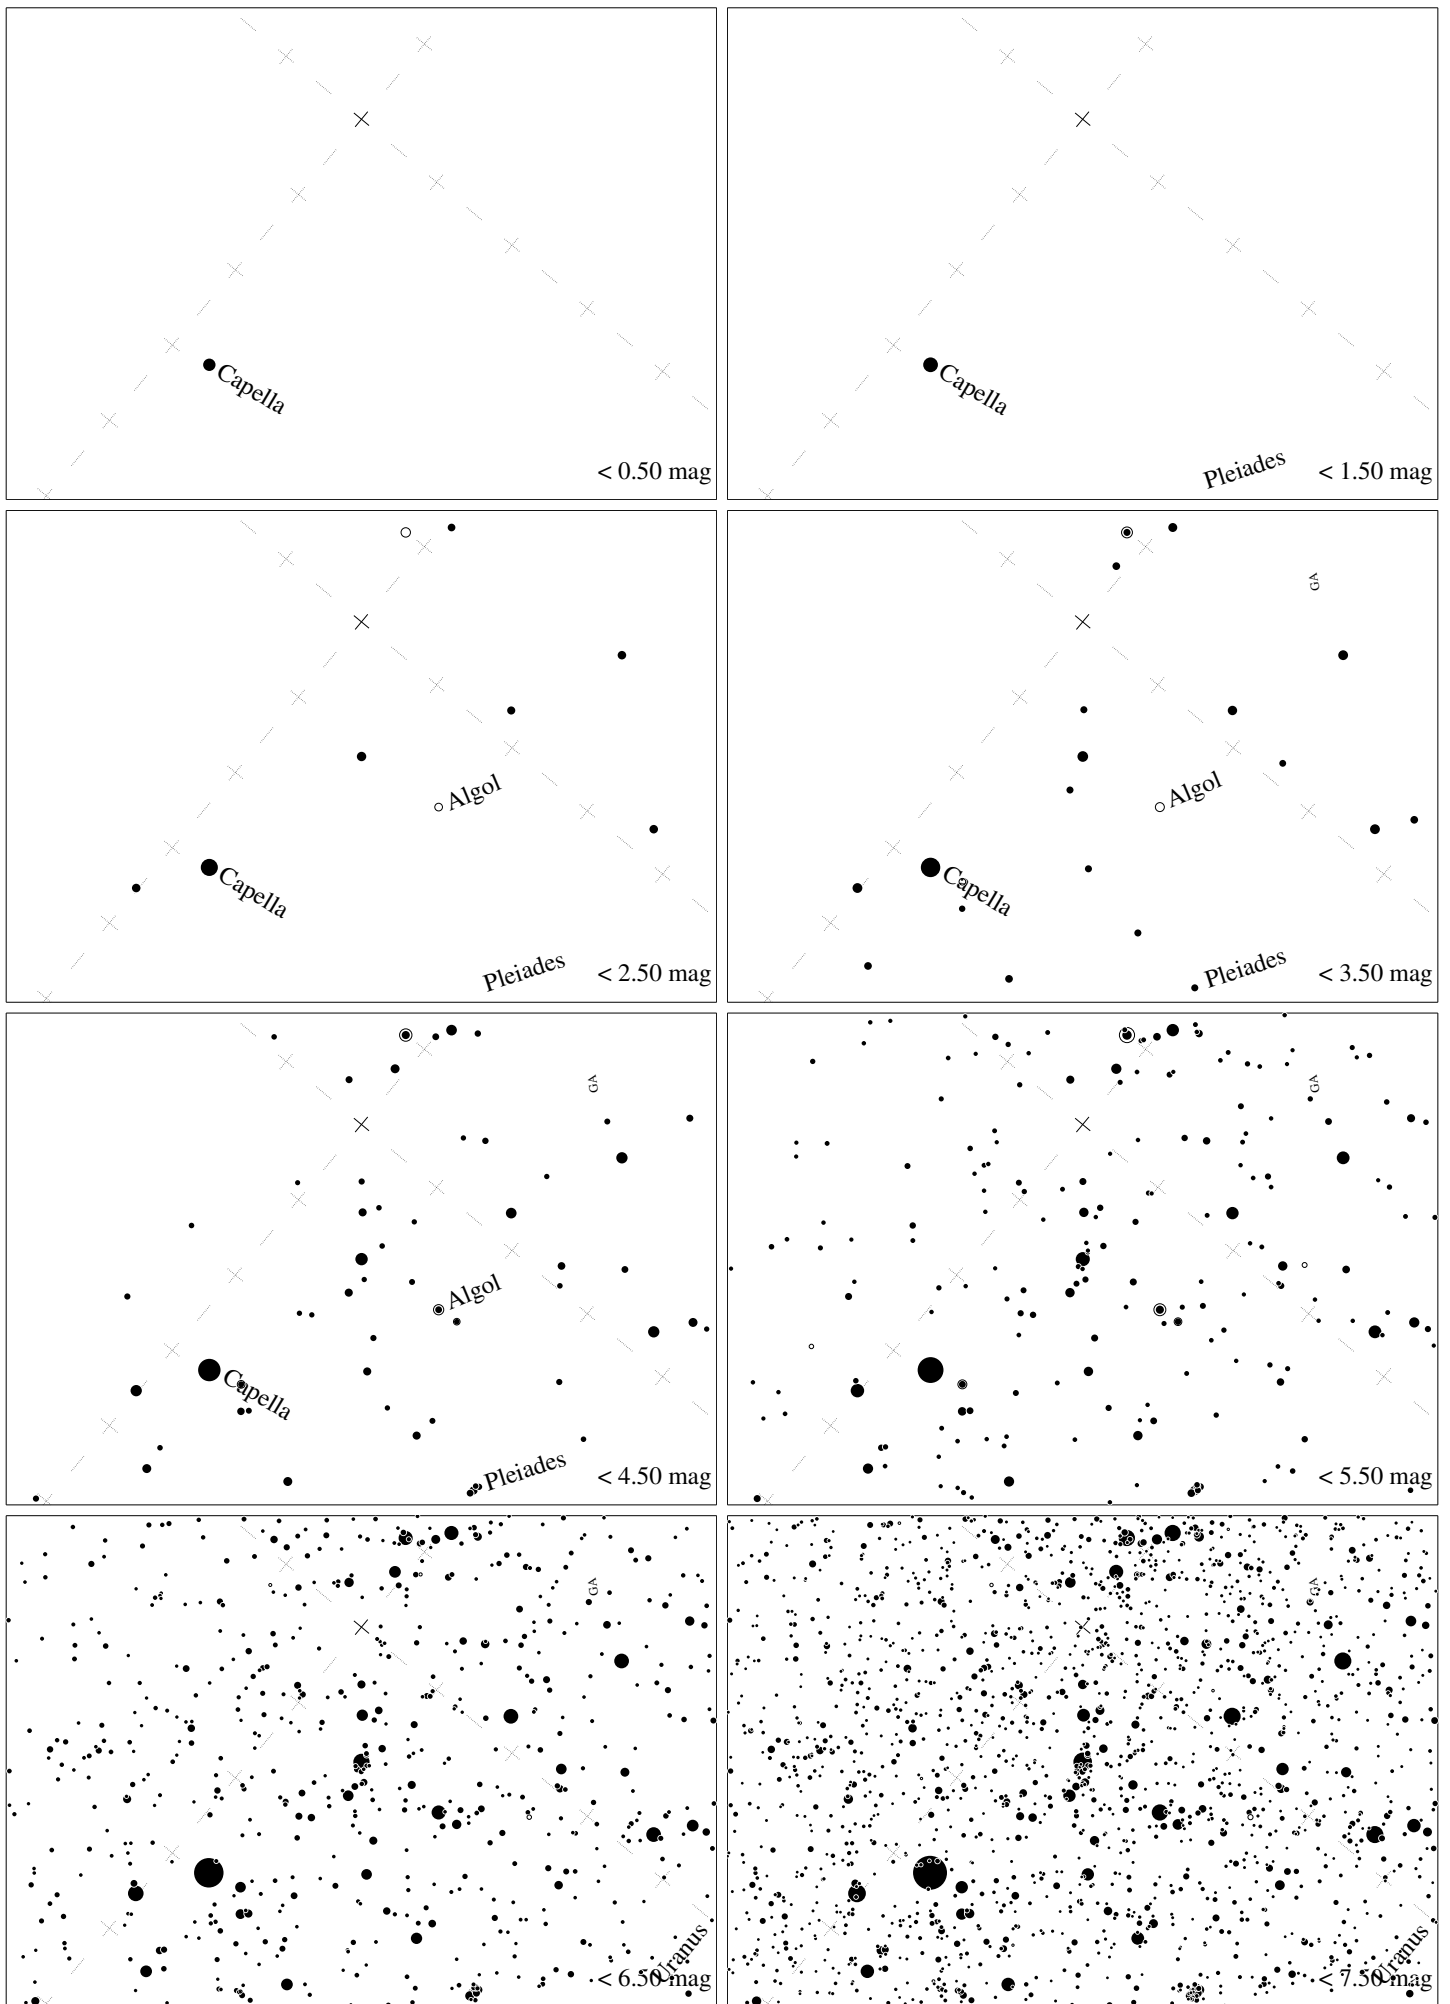 Capella
< 0.50 mag
Capella
Pleiades
< 1.50 mag
Algol
Capella
Pleiades
< 2.50 mag
GA
Algol
Capella
Pleiades
< 3.50 mag
GA
Algol
Capella
Pleiades
< 4.50 mag
GA
< 5.50 mag
GA
Uranus
< 6.50 mag
GA
Uranus
< 7.50 mag